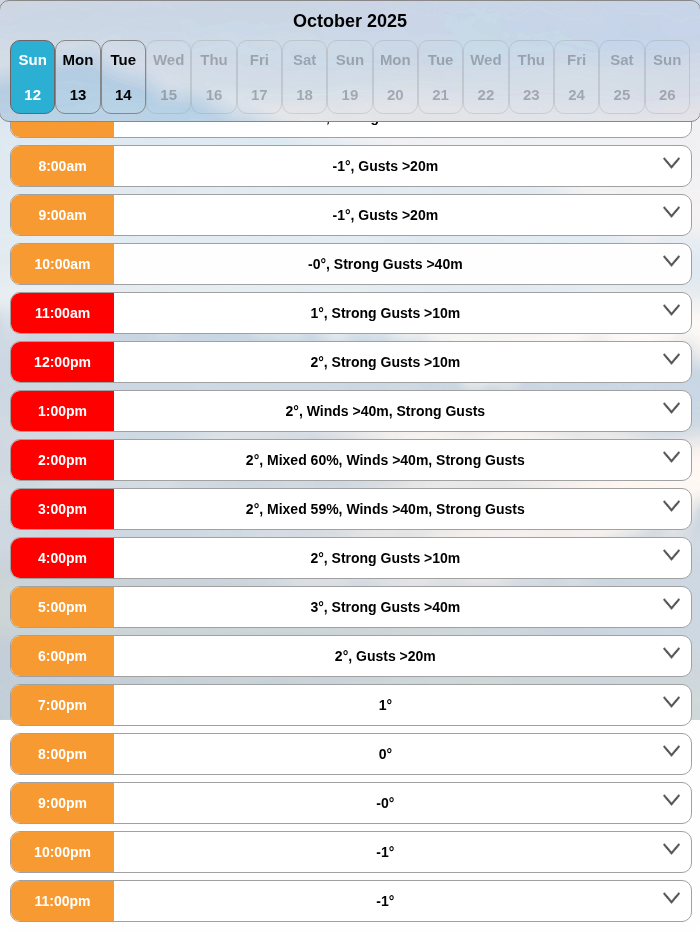 October 2025
Sun Mon Tue Wed Thu Fri Sat Sun Mon Tue Wed Thu Fri Sat Sun
12 13 14 15 16 17 18 19 20 21 22 23 24 25 26
8:00am -1°, Gusts >20m
9:00am -1°, Gusts >20m
10:00am -0°, Strong Gusts >40m
11:00am 1°, Strong Gusts >10m
12:00pm 2°, Strong Gusts >10m
1:00pm 2°, Winds >40m, Strong Gusts
2:00pm 2°, Mixed 60%, Winds >40m, Strong Gusts
3:00pm 2°, Mixed 59%, Winds >40m, Strong Gusts
4:00pm 2°, Strong Gusts >10m
5:00pm 3°, Strong Gusts >40m
6:00pm 2°, Gusts >20m
7:00pm 1°
8:00pm 0°
9:00pm -0°
10:00pm -1°
11:00pm -1°